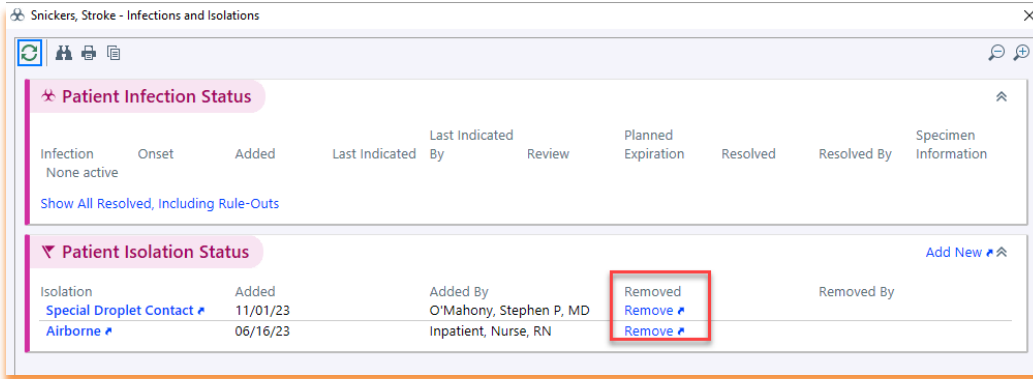 Snickers, Stroke - Infections and Isolations
Patient Infection Status
Infection Onset Added Last Indicated Last Indicated By Review Planned Expiration Resolved Resolved By Specimen Information
None active
Show All Resolved, Including Rule-Outs
Patient Isolation Status Add New
Isolation Added Added By Removed Removed By
Special Droplet Contact 11/01/23 O'Mahony, Stephen P, MD Remove
Airborne 06/16/23 Inpatient, Nurse, RN Remove